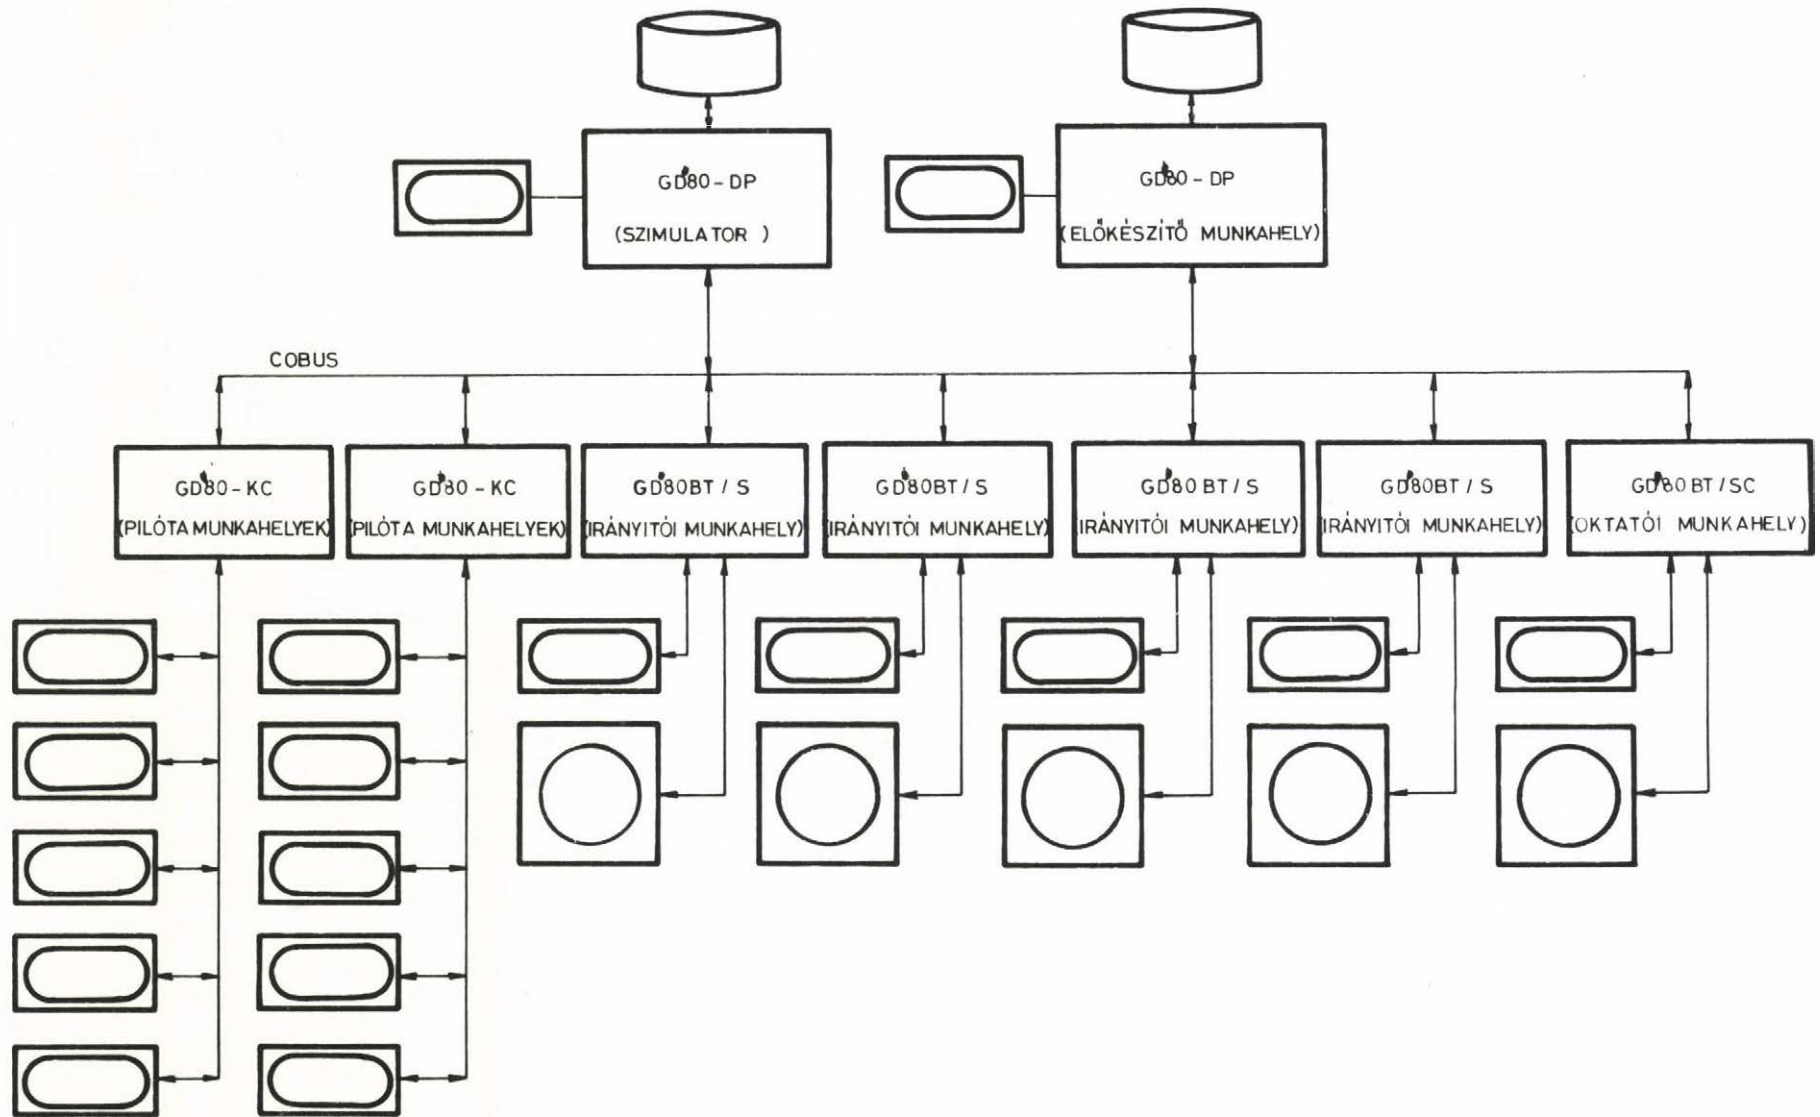 GD80-DP
(SZIMULATOR )
GD80-DP
(ELŐKÉSZÍTŐ MUNKAHELY)
COBUS
GD80-KC
(PILÓTA MUNKAHELYEK)
GD80-KC
(PILÓTA MUNKAHELYEK)
GD80BT / S
(IRÁNYITÓI MUNKAHELY)
GD80BT / S
(IRÁNYITÓI MUNKAHELY)
GD80 BT / S
(IRÁNYITÓI MUNKAHELY)
GD80BT / S
(IRÁNYITÓI MUNKAHELY)
GD80 BT / SC
(OKTATÓI MUNKAHELY)